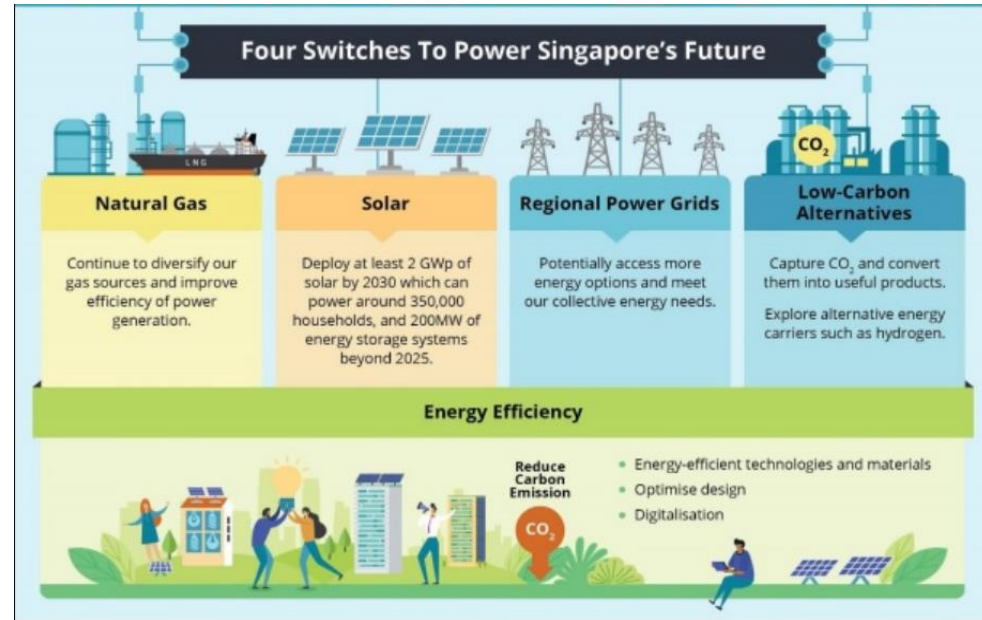 Four Switches To Power Singapore's Future
LNG
CO₂
Natural Gas
Continue to diversify our
gas sources and improve
efficiency of power
generation.
Solar
Deploy at least 2 GWp of
solar by 2030 which can
power around 350,000
households, and 200MW of
energy storage systems
beyond 2025.
Regional Power Grids
Potentially access more
energy options and meet
our collective energy needs.
Low-Carbon
Alternatives
Capture CO₂ and convert
them into useful products.
Explore alternative energy
carriers such as hydrogen.
Energy Efficiency
Reduce
Carbon
Emission
CO₂
• Energy-efficient technologies and materials
• Optimise design
• Digitalisation